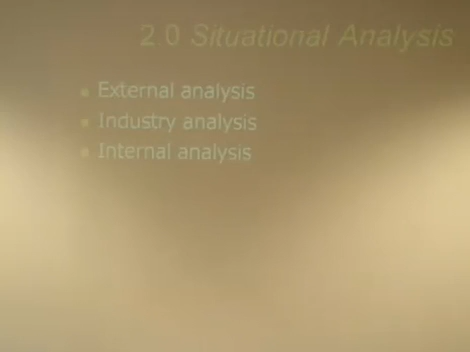 2.0 Situational Analysis
External analysis
Industry analysis
Internal analysis